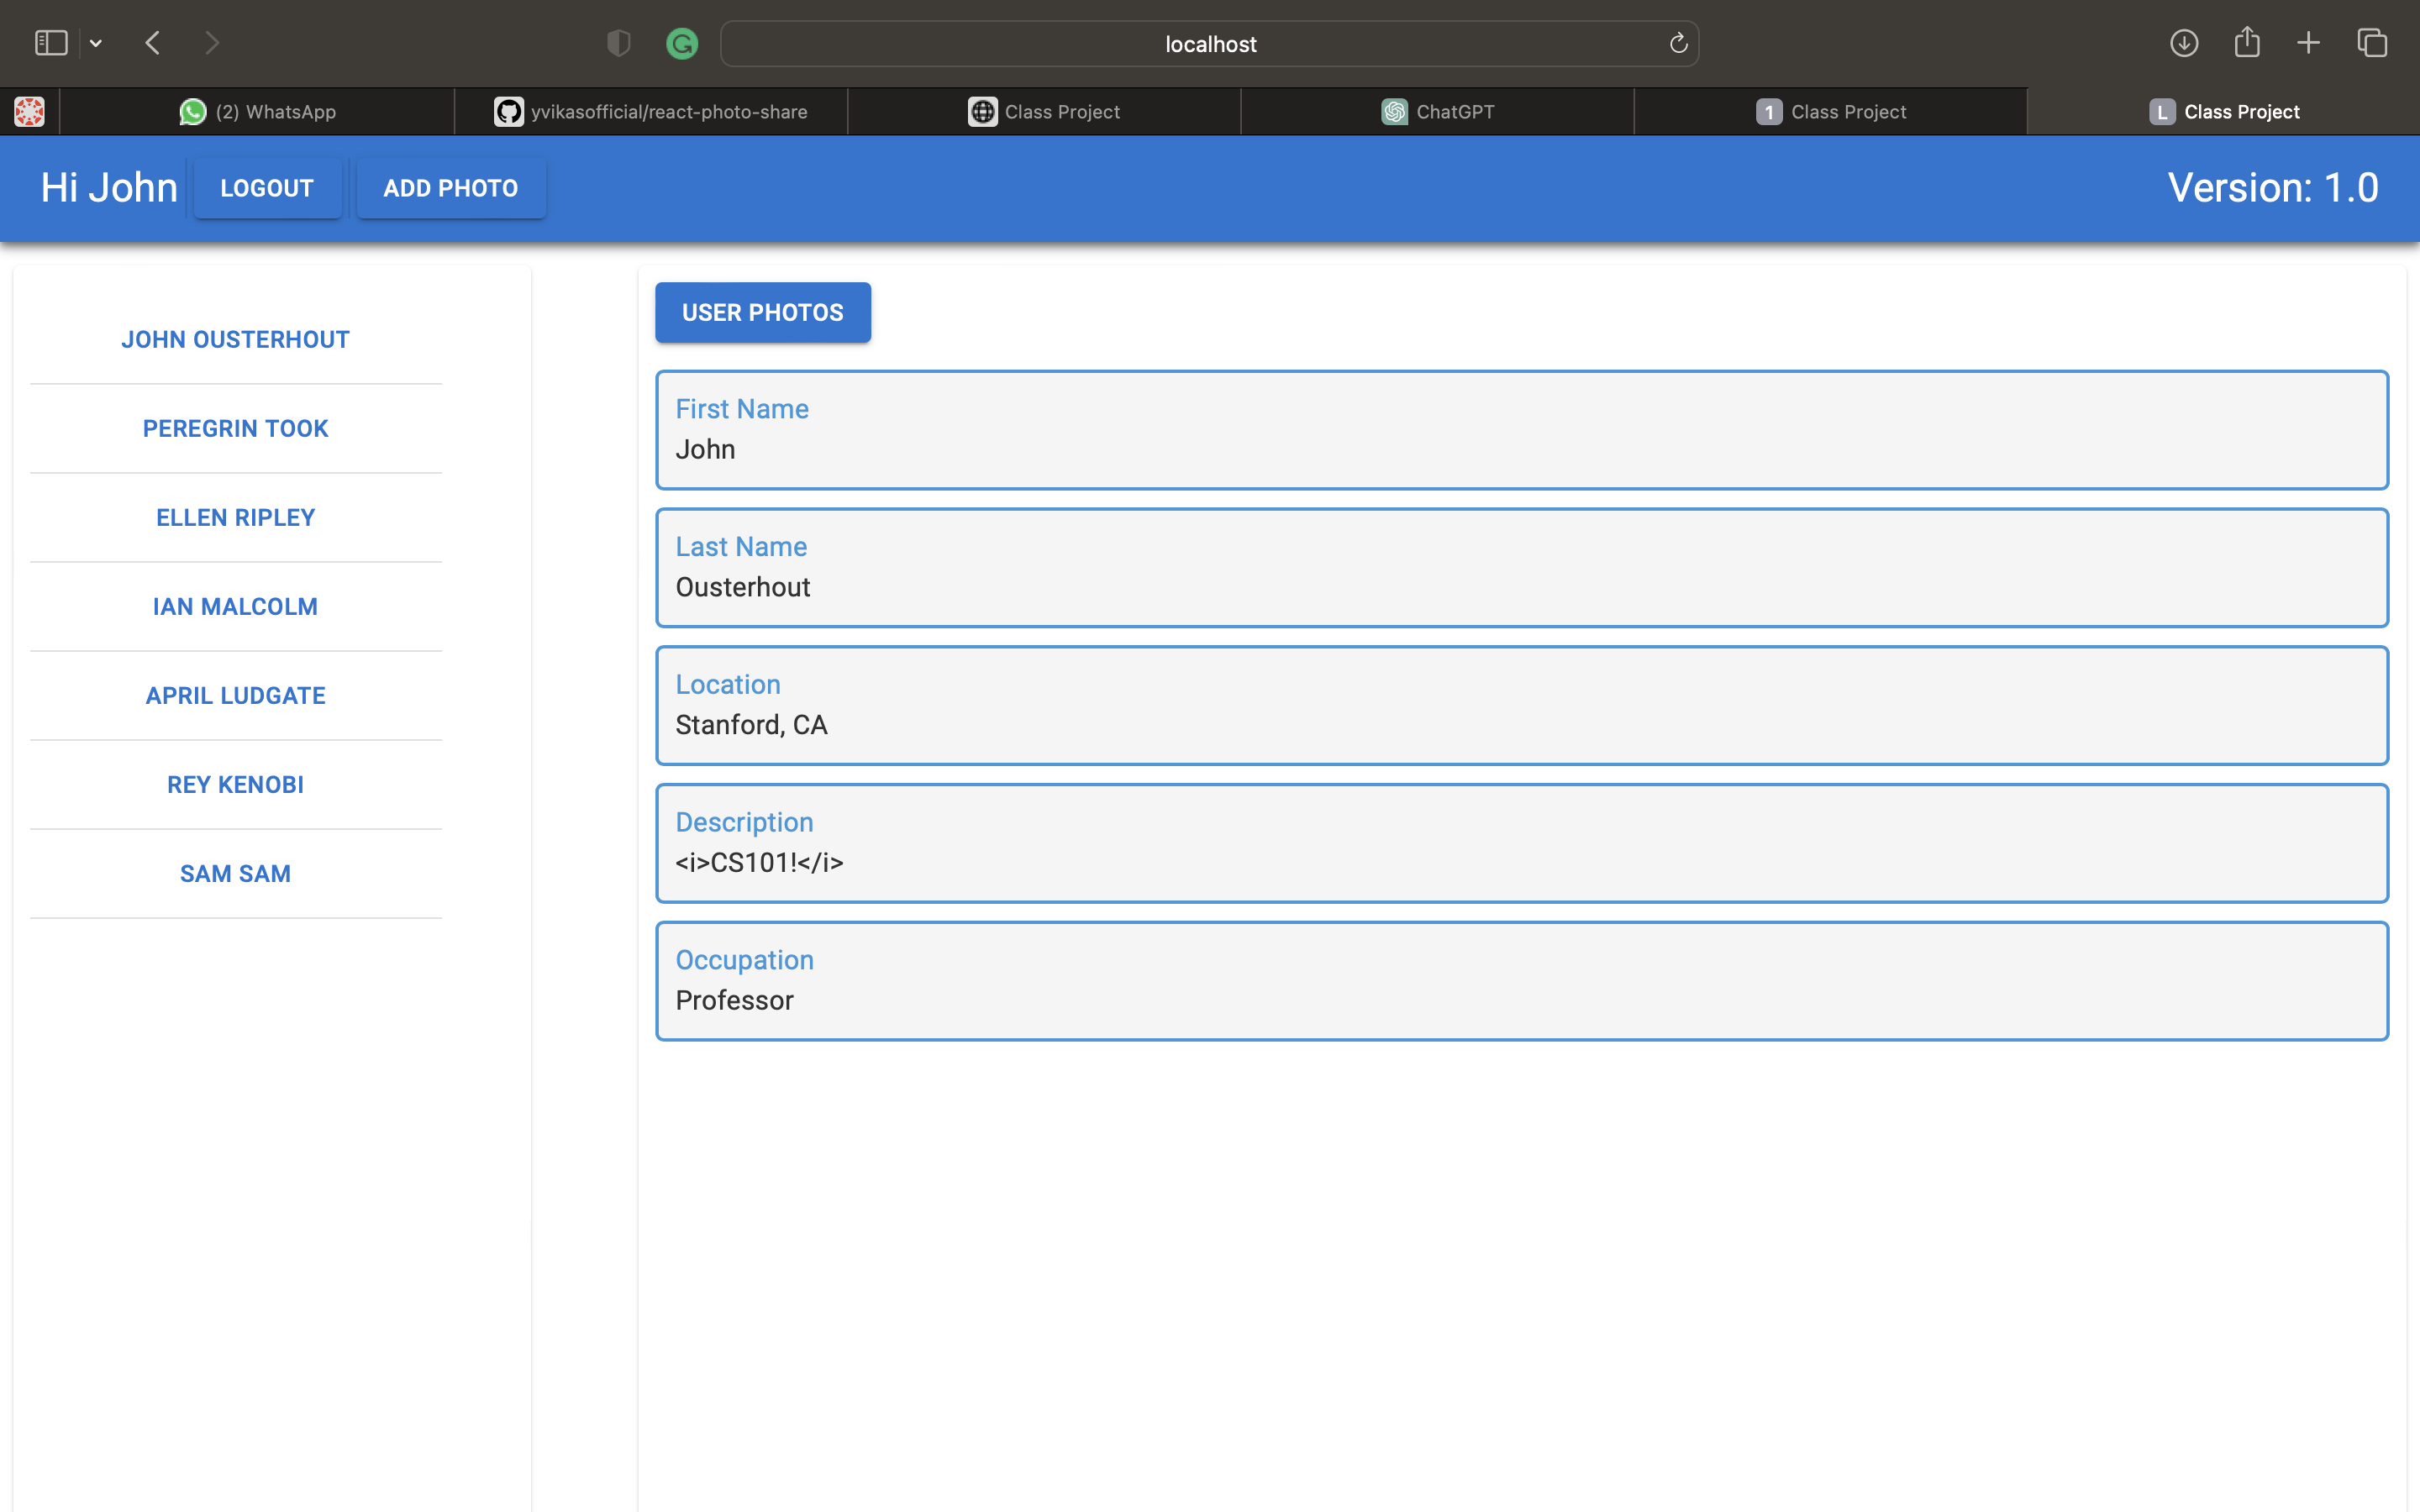 localhost
(2) WhatsApp
yvikasofficial/react-photo-share
Class Project
ChatGPT
1 Class Project
L Class Project
Hi John
LOGOUT
ADD PHOTO
Version: 1.0
JOHN OUSTERHOUT
PEREGRIN TOOK
ELLEN RIPLEY
IAN MALCOLM
APRIL LUDGATE
REY KENOBI
SAM SAM
USER PHOTOS
First Name
John
Last Name
Ousterhout
Location
Stanford, CA
Description
<i>CS101!</i>
Occupation
Professor